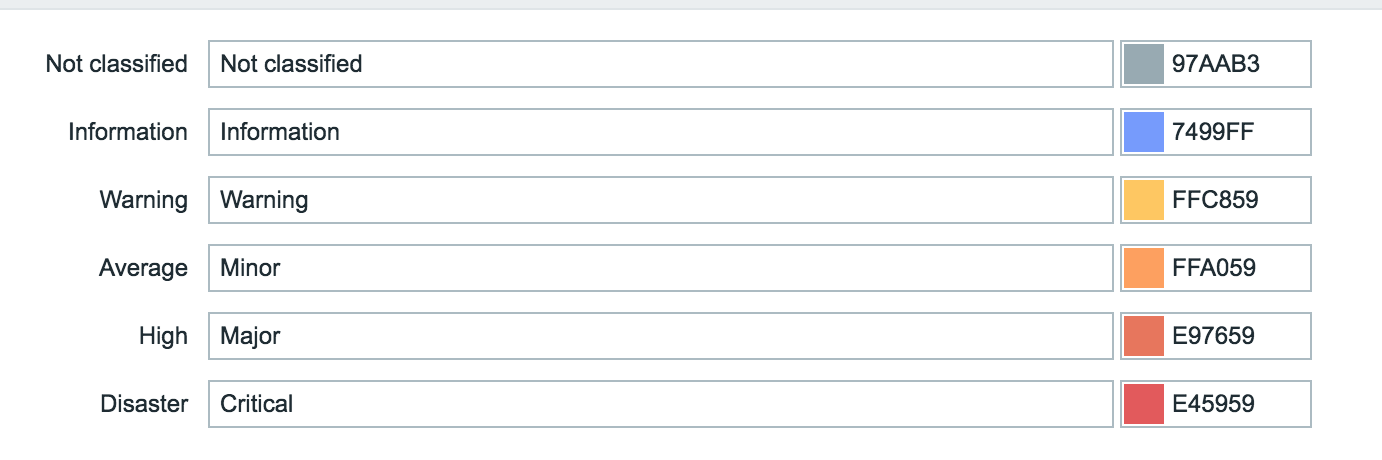 Not classified Not classified 97AAB3
Information Information 7499FF
Warning Warning FFC859
Average Minor FFA059
High Major E97659
Disaster Critical E45959